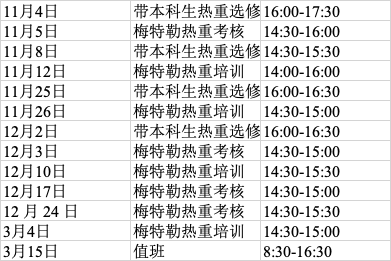 11月4日 带本科生热重选修 16:00-17:30
11月5日 梅特勒热重考核 14:30-16:00
11月8日 带本科生热重选修 14:30-15:30
11月12日 梅特勒热重培训 14:00-16:00
11月25日 带本科生热重选修 16:00-16:30
11月26日 梅特勒热重培训 14:30-15:00
12月2日 带本科生热重选修 16:00-16:30
12月3日 梅特勒热重考核 14:30-15:00
12月10日 梅特勒热重培训 14:30-15:30
12月17日 梅特勒热重考核 14:30-15:00
12 月 24 日 梅特勒热重考核 14:30-15:30
3月4日 梅特勒热重培训 14:30-15:00
3月15日 值班 8:30-16:30